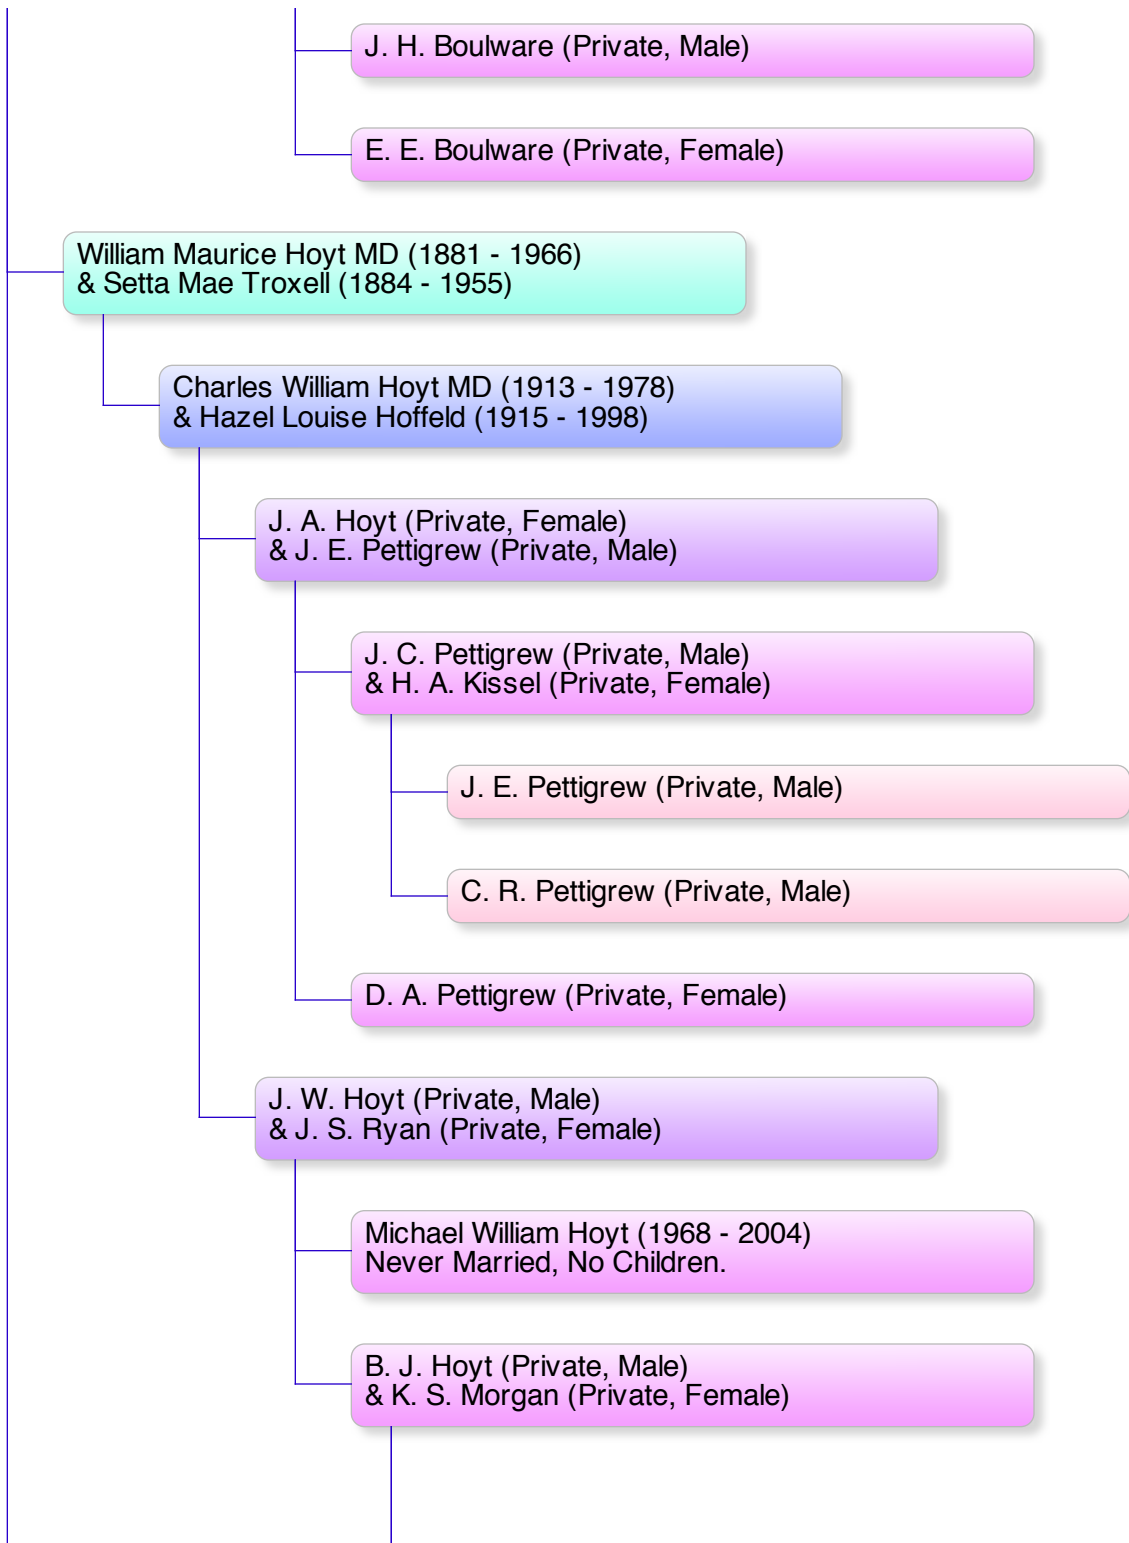 J. H. Boulware (Private, Male)
E. E. Boulware (Private, Female)
William Maurice Hoyt MD (1881 - 1966)
& Setta Mae Troxell (1884 - 1955)
Charles William Hoyt MD (1913 - 1978)
& Hazel Louise Hoffeld (1915 - 1998)
J. A. Hoyt (Private, Female)
& J. E. Pettigrew (Private, Male)
J. C. Pettigrew (Private, Male)
& H. A. Kissel (Private, Female)
J. E. Pettigrew (Private, Male)
C. R. Pettigrew (Private, Male)
D. A. Pettigrew (Private, Female)
J. W. Hoyt (Private, Male)
& J. S. Ryan (Private, Female)
Michael William Hoyt (1968 - 2004)
Never Married, No Children.
B. J. Hoyt (Private, Male)
& K. S. Morgan (Private, Female)